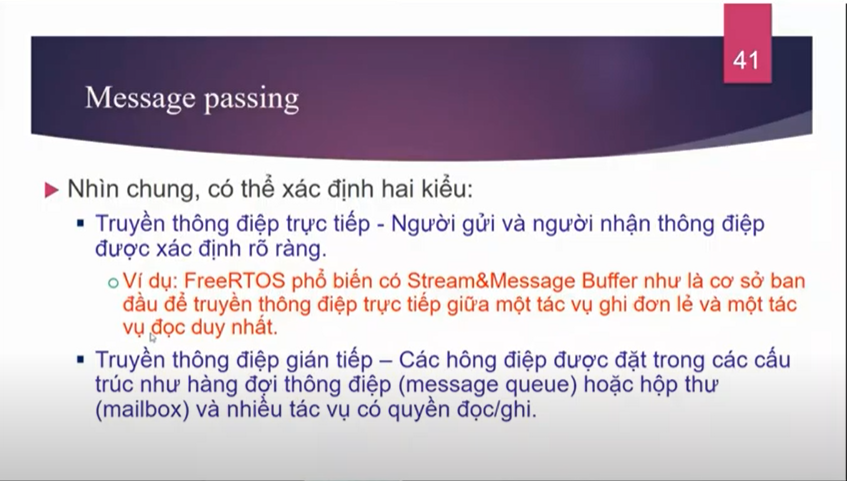 41
Message passing
Nhìn chung, có thể xác định hai kiểu:
Truyền thông điệp trực tiếp - Người gửi và người nhận thông điệp
được xác định rõ ràng.
Ví dụ: FreeRTOS phổ biến có Stream&Message Buffer như là cơ sở ban
đầu để truyền thông điệp trực tiếp giữa một tác vụ ghi đơn lẻ và một tác
vụ đọc duy nhất.
Truyền thông điệp gián tiếp – Các hông điệp được đặt trong các cấu
trúc như hàng đợi thông điệp (message queue) hoặc hộp thư
(mailbox) và nhiều tác vụ có quyền đọc/ghi.